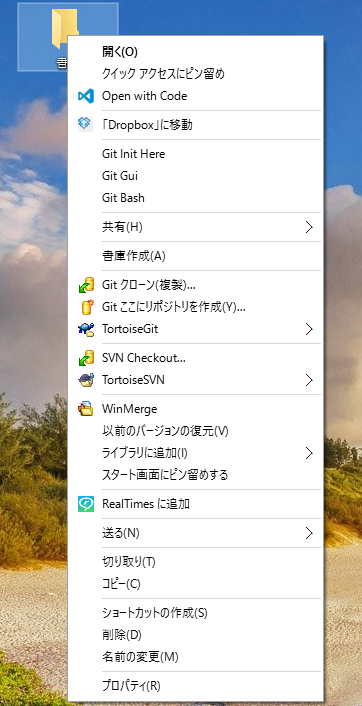 開く(O)
クイック アクセスにピン留め
Open with Code
「Dropbox」に移動
Git Init Here
Git Gui
Git Bash
共有(H)
書庫作成(A)
Git クローン(複製)...
Git ここにリポジトリを作成(Y)...
TortoiseGit
SVN Checkout...
TortoiseSVN
WinMerge
以前のバージョンの復元(V)
ライブラリに追加(I)
スタート画面にピン留めする
RealTimes に追加
送る(N)
切り取り(T)
コピー(C)
ショートカットの作成(S)
削除(D)
名前の変更(M)
プロパティ(R)